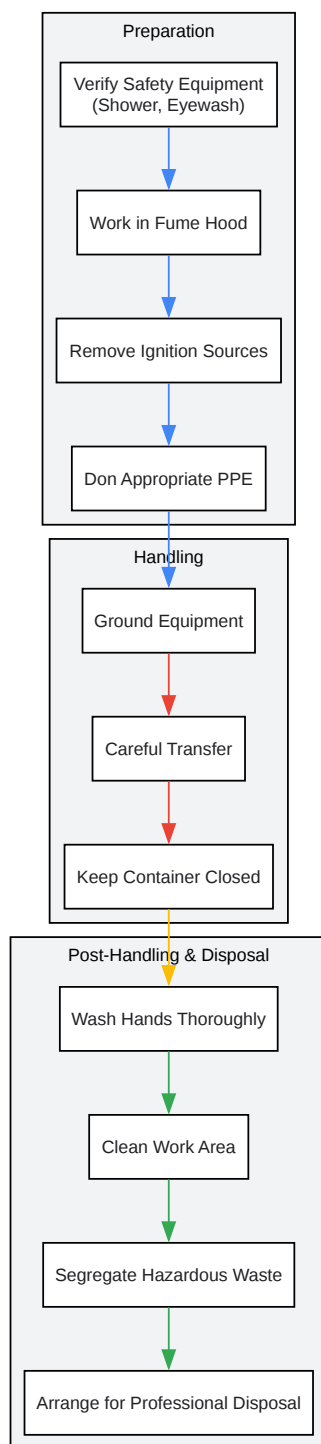 Preparation
Verify Safety Equipment
(Shower, Eyewash)
Work in Fume Hood
Remove Ignition Sources
Don Appropriate PPE
Handling
Ground Equipment
Careful Transfer
Keep Container Closed
Post-Handling & Disposal
Wash Hands Thoroughly
Clean Work Area
Segregate Hazardous Waste
Arrange for Professional Disposal